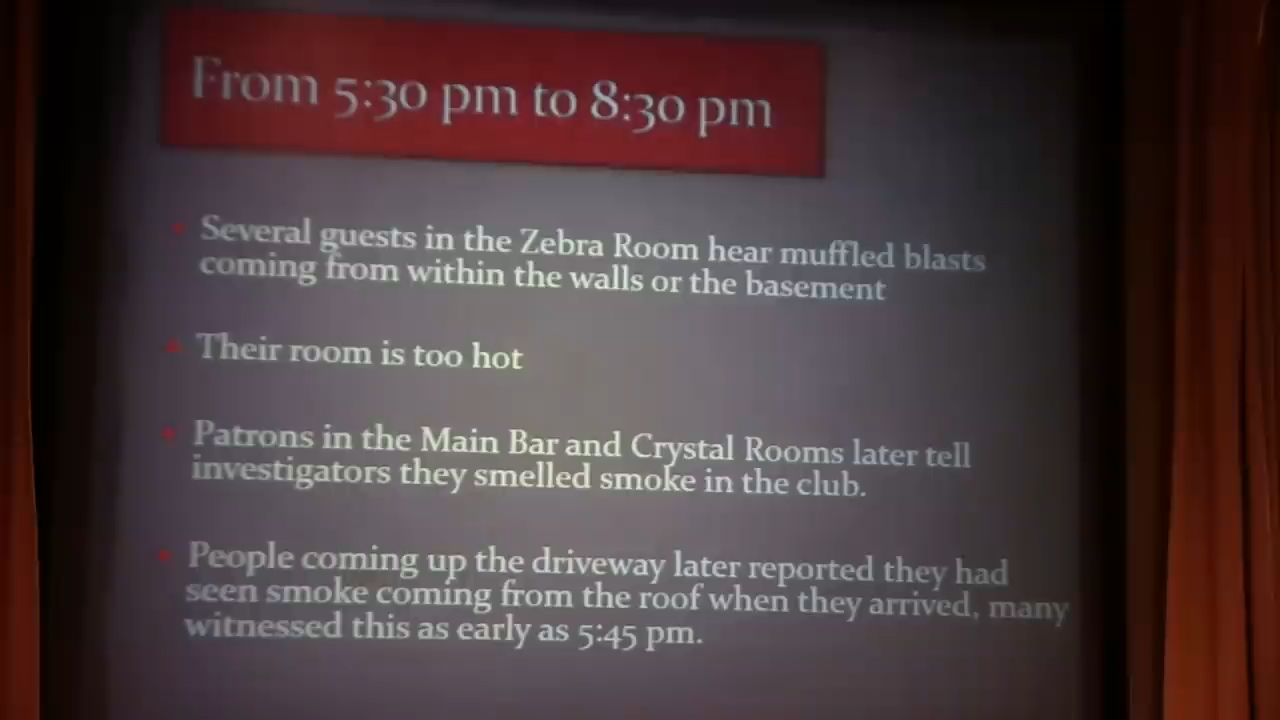 From 5:30 pm to 8:30 pm
Several guests in the Zebra Room hear muffled blasts
coming from within the walls or the basement
Their room is too hot
Patrons in the Main Bar and Crystal Rooms later tell
investigators they smelled smoke in the club.
People coming up the driveway later reported they had
seen smoke coming from the roof when they arrived, many
witnessed this as early as 5:45 pm.